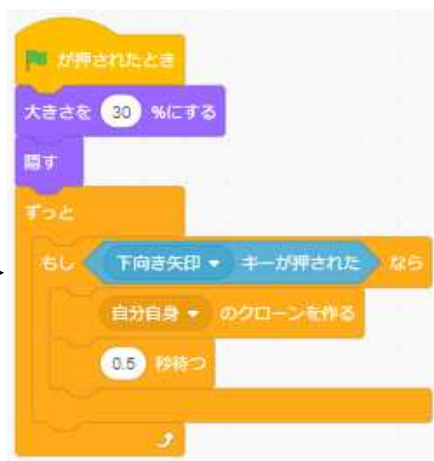 が押されたとき
大きさを 30 %にする
隠す
ずっと
もし 下向き矢印 キーが押された なら
自分自身 のクローンを作る
0.5 秒待つ